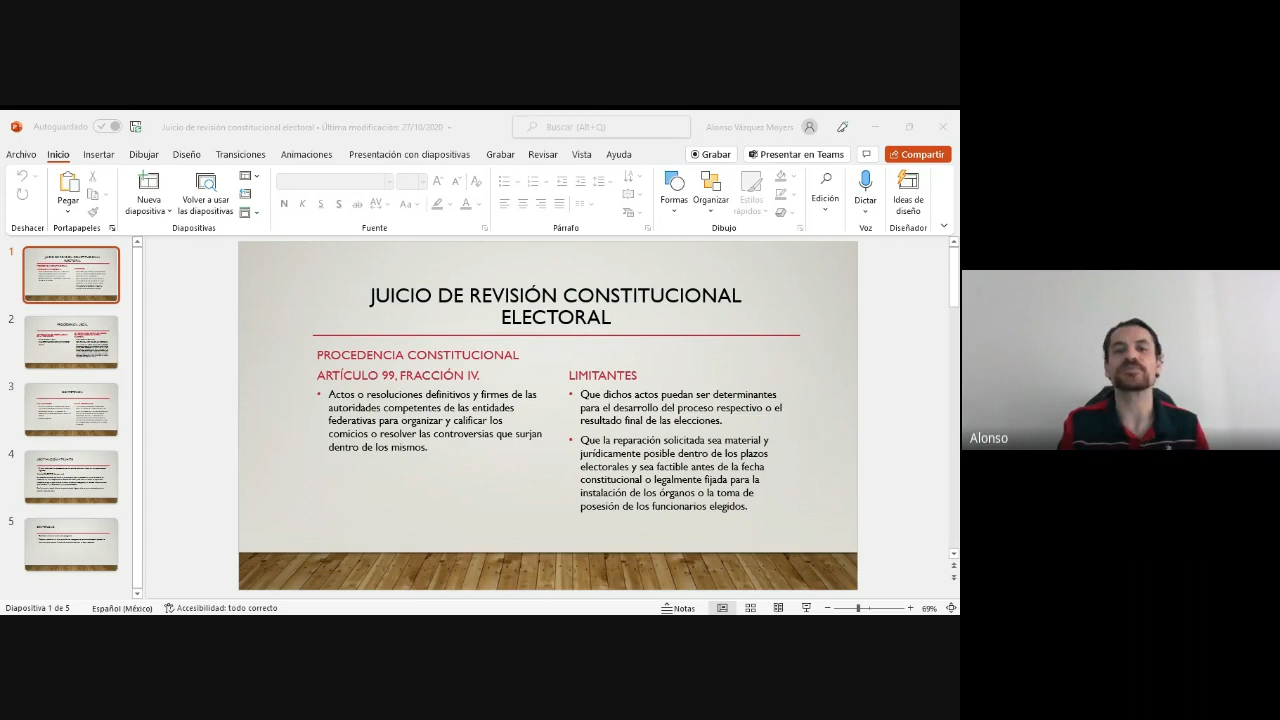 Autoguardado
Juicio de revisión constitucional electoral • Última modificación: 27/10/2020
Buscar (Alt+Q)
Alonso Vázquez Moyers
Archivo Inicio Insertar Dibujar Diseño Transiciones Animaciones Presentación con diapositivas Grabar Revisar Vista Ayuda
Grabar Presentar en Teams Compartir
Pegar
Nueva diapositiva
Volver a usar las diapositivas
N K S S ab AV Aa A
Formas Organizar Estilos rápidos
Edición
Dictar
Ideas de diseño
Deshacer Portapapeles Diapositivas Fuente Párrafo Dibujo Voz Diseñador
1
2
3
4
5
JUICIO DE REVISIÓN CONSTITUCIONAL
ELECTORAL
PROCEDENCIA CONSTITUCIONAL
ARTÍCULO 99, FRACCIÓN IV.
• Actos o resoluciones definitivos y firmes de las
autoridades competentes de las entidades
federativas para organizar y calificar los
comicios o resolver las controversias que surjan
dentro de los mismos.
LIMITANTES
• Que dichos actos puedan ser determinantes
para el desarrollo del proceso respectivo o el
resultado final de las elecciones.
• Que la reparación solicitada sea material y
jurídicamente posible dentro de los plazos
electorales y sea factible antes de la fecha
constitucional o legalmente fijada para la
instalación de los órganos o la toma de
posesión de los funcionarios elegidos.
Alonso
Diapositiva 1 de 5 Español (México) Accesibilidad: todo correcto Notas 69%